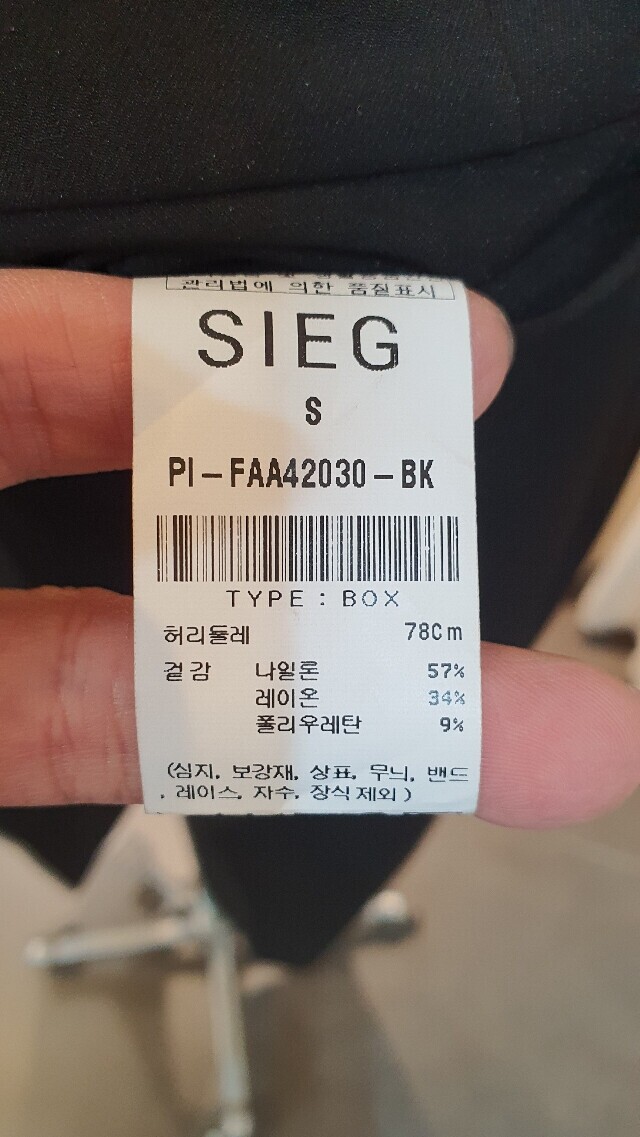 관리법에 의한 품질표시
SIEG
S
PI-FAA42030-BK
TYPE : BOX
허리둘레 78Cm
겉감 나일론 57%
레이온 34%
폴리우레탄 9%
(심지, 보강재, 상표, 무늬, 밴드
, 레이스, 자수, 장식 제외)